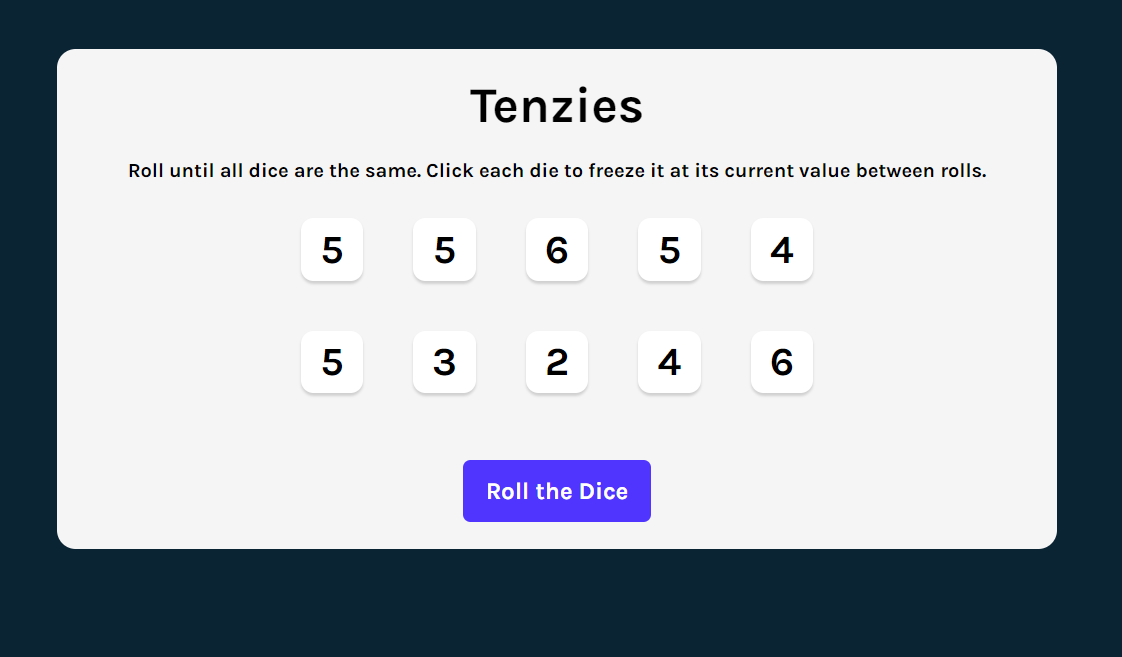 Tenzies
Roll until all dice are the same. Click each die to freeze it at its current value between rolls.
5 5 6 5 4
5 3 2 4 6
Roll the Dice